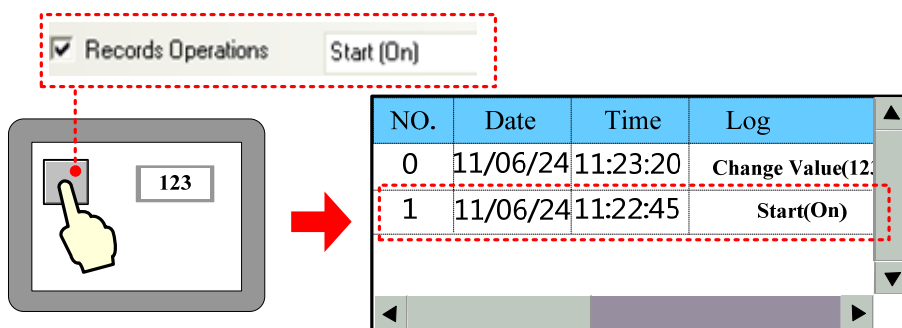 Records Operations Start (On)
123
NO. Date Time Log
0 11/06/24 11:23:20 Change Value(123
1 11/06/24 11:22:45 Start(On)